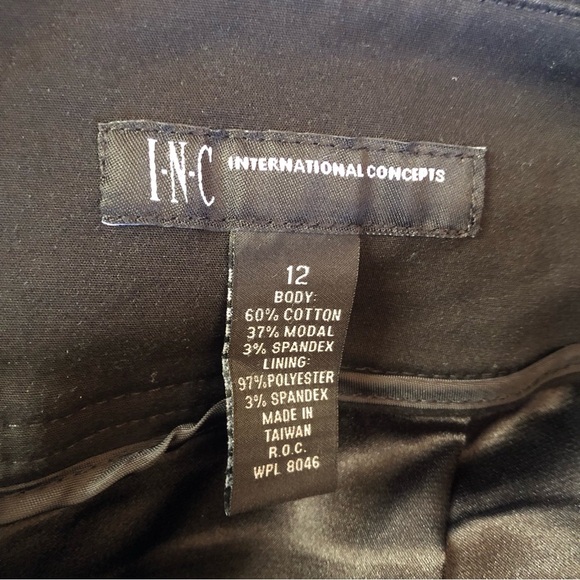 I·N·C INTERNATIONAL CONCEPTS
12
BODY:
60% COTTON
37% MODAL
3% SPANDEX
LINING:
97%POLYESTER
3% SPANDEX
MADE IN
TAIWAN
R.O.C.
WPL 8046